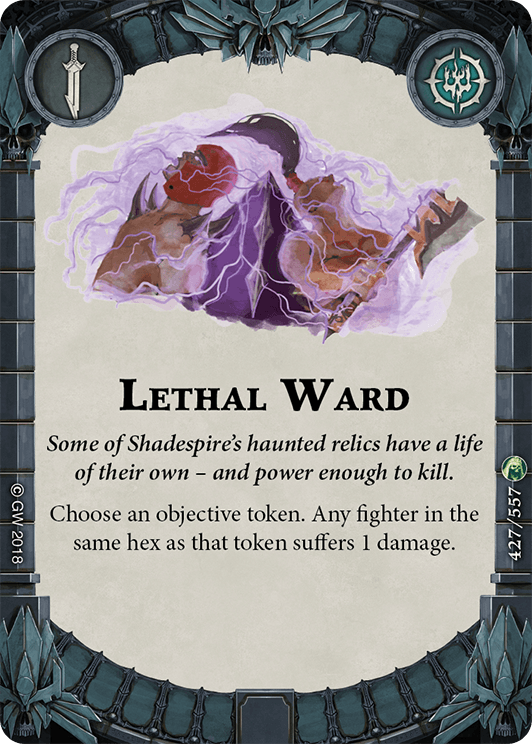 Lethal Ward
Some of Shadespire's haunted relics have a life
of their own – and power enough to kill.
Choose an objective token. Any fighter in the
same hex as that token suffers 1 damage.
© GW 2018
427/557